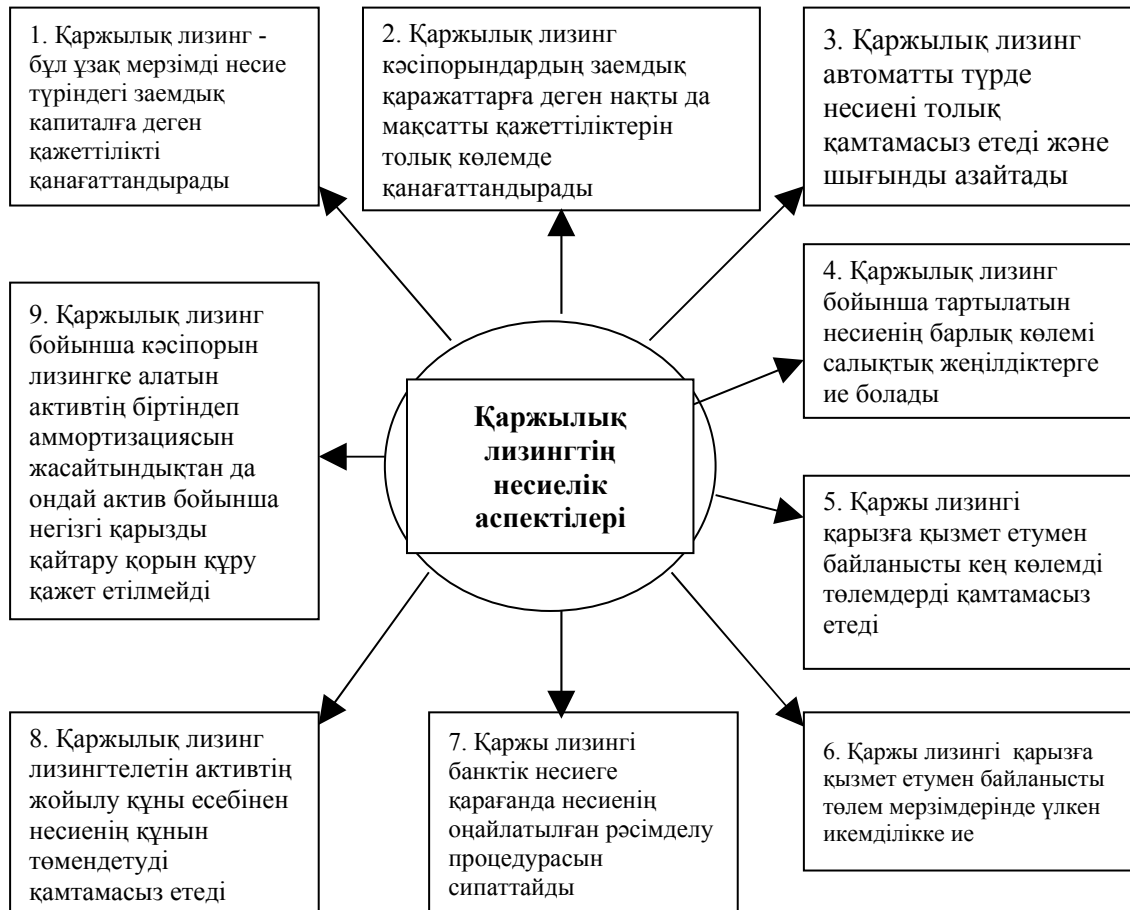 1. Қаржылық лизинг -
бұл ұзақ мерзімді несие
түріндегі заемдық
капиталға деген
қажеттілікті
қанағаттандырады
2. Қаржылық лизинг
кәсіпорындардың заемдық
қаражаттарға деген нақты да
мақсатты қажеттіліктерін
толық көлемде
қанағаттандырады
3. Қаржылық лизинг
автоматты түрде
несиені толық
қамтамасыз етеді және
шығынды азайтады
4. Қаржылық лизинг
бойынша тартылатын
несиенің барлық көлемі
салықтық жеңілдіктерге
ие болады
9. Қаржылық лизинг
бойынша кәсіпорын
лизингке алатын
активтің біртіндеп
аммортизациясын
жасайтындықтан да
ондай актив бойынша
негізгі қарызды
қайтару қорын құру
қажет етілмейді
Қаржылық
лизингтің
несиелік
аспектілері
5. Қаржы лизингі
қарызға қызмет етумен
байланысты кең көлемді
төлемдерді қамтамасыз
етеді
8. Қаржылық лизинг
лизингтелетін активтің
жойылу құны есебінен
несиенің құнын
төмендетуді
қамтамасыз етеді
7. Қаржы лизингі
банктік несиеге
қарағанда несиенің
оңайлатылған рәсімделу
процедурасын
сипаттайды
6. Қаржы лизингі қарызға
қызмет етумен байланысты
төлем мерзімдерінде үлкен
икемділікке ие